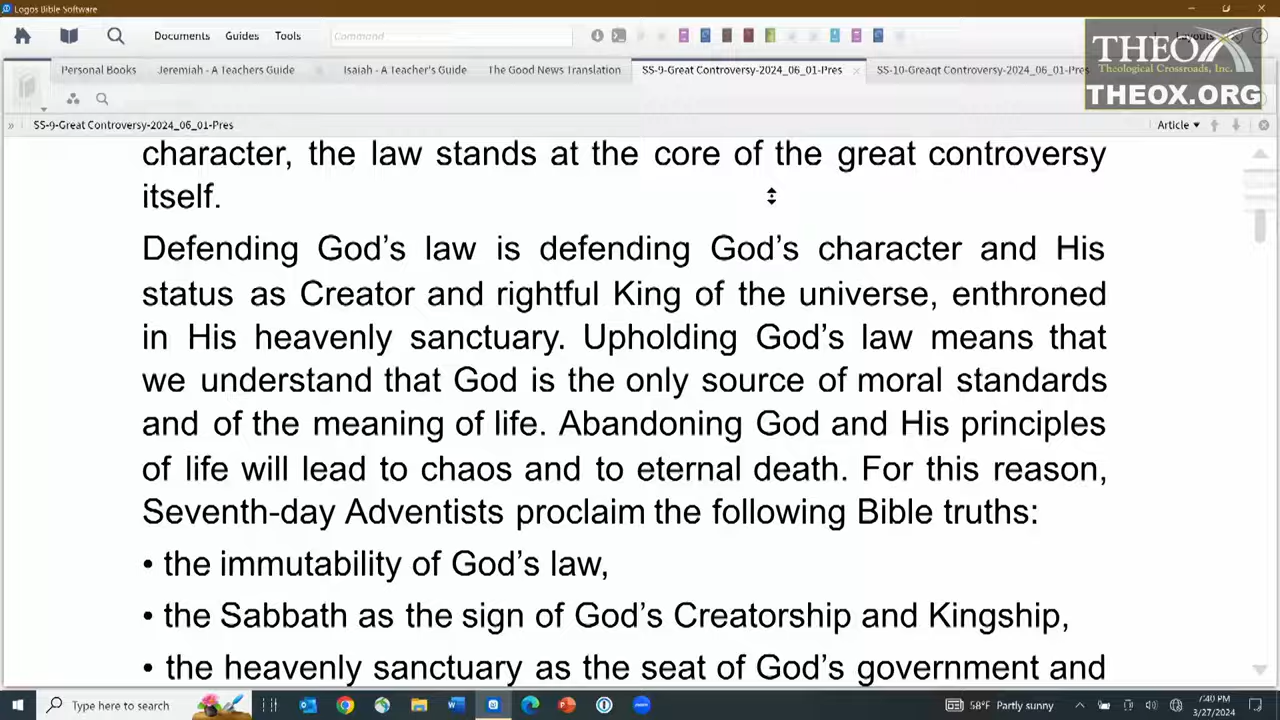 Logos Bible Software
Documents Guides Tools Command
THEOX
Theological Crossroads, Inc.
THEOX.ORG
Personal Books Jeremiah - A Teachers Guide Isaiah - The Good News Translation SS-9-Great Controversy-2024_06_01-Pres SS-10-Greaat Controversy-2024_06_01-Pres
SS-9-Great Controversy-2024_06_01-Pres Article
character, the law stands at the core of the great controversy
itself.
Defending God's law is defending God's character and His
status as Creator and rightful King of the universe, enthroned
in His heavenly sanctuary. Upholding God's law means that
we understand that God is the only source of moral standards
and of the meaning of life. Abandoning God and His principles
of life will lead to chaos and to eternal death. For this reason,
Seventh-day Adventists proclaim the following Bible truths:
• the immutability of God's law,
• the Sabbath as the sign of God's Creatorship and Kingship,
• the heavenly sanctuary as the seat of God's government and
Type here to search 58°F Partly sunny 7:40 PM
3/27/2024